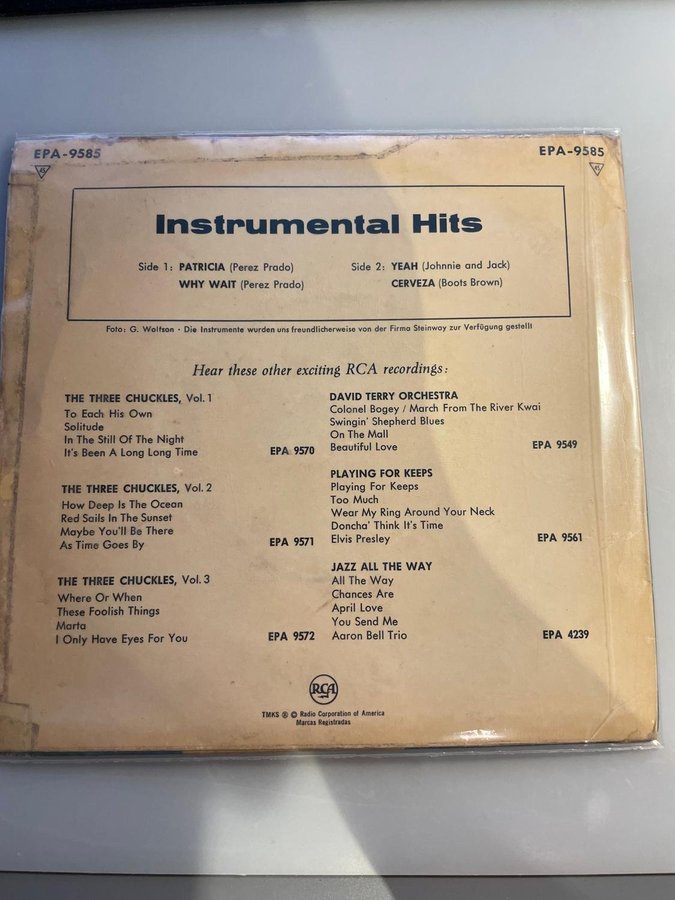 EPA-9585
EPA-9585
45
45
Instrumental Hits
Side 1: PATRICIA (Perez Prado)
WHY WAIT (Perez Prado)
Side 2: YEAH (Johnnie and Jack)
CERVEZA (Boots Brown)
Foto: G. Woltson · Die Instrumente wurden uns freundlicherweise von der Firma Steinway zur Verfügung gestellt
Hear these other exciting RCA recordings:
THE THREE CHUCKLES, Vol. 1
To Each His Own
Solitude
In The Still Of The Night
It's Been A Long Long Time EPA 9570
THE THREE CHUCKLES, Vol. 2
How Deep Is The Ocean
Red Sails In The Sunset
Maybe You'll Be There
As Time Goes By EPA 9571
THE THREE CHUCKLES, Vol. 3
Where Or When
These Foolish Things
Marta
I Only Have Eyes For You EPA 9572
DAVID TERRY ORCHESTRA
Colonel Bogey / March From The River Kwai
Swingin' Shepherd Blues
On The Mall
Beautiful Love EPA 9549
PLAYING FOR KEEPS
Playing For Keeps
Too Much
Wear My Ring Around Your Neck
Doncha' Think It's Time
Elvis Presley EPA 9561
JAZZ ALL THE WAY
All The Way
Chances Are
April Love
You Send Me
Aaron Bell Trio EPA 4239
RCA
TMKS ® © Radio Corporation of America
Marcas Registradas